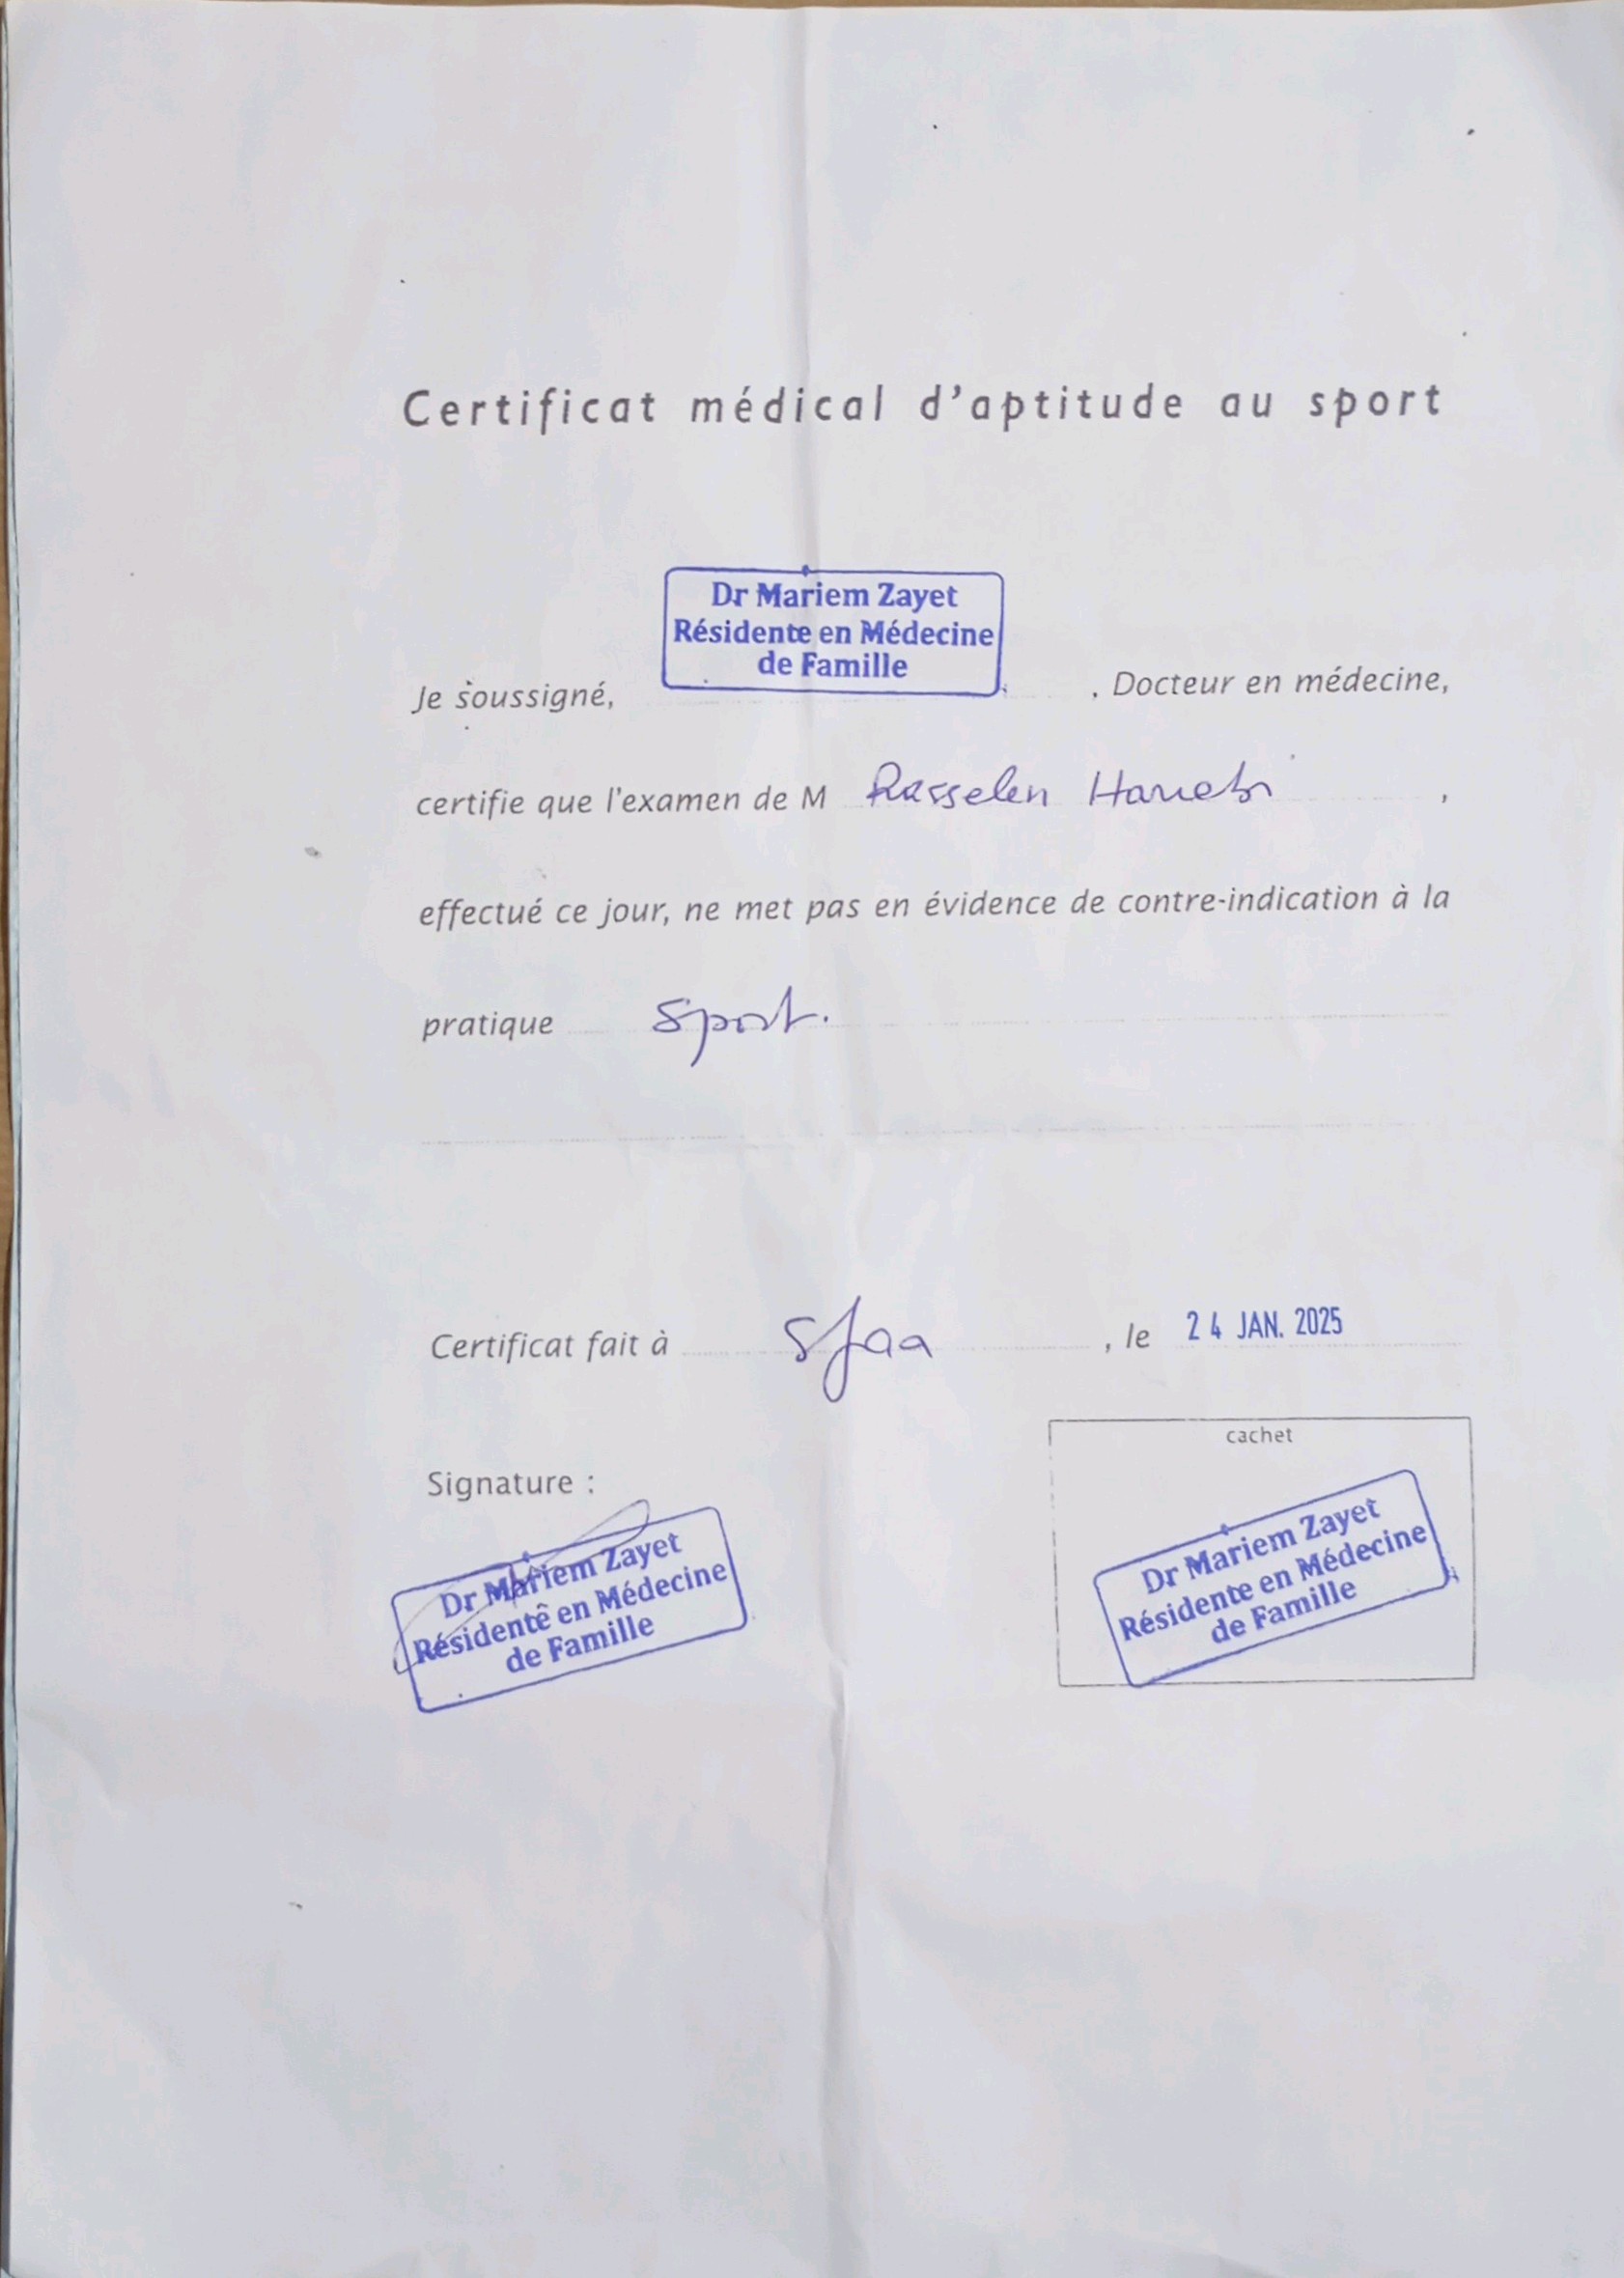 Certificat médical d'aptitude au sport
Dr Mariem Zayet
Résidente en Médecine
de Famille
Je soussigné, . Docteur en médecine,
certifie que l'examen de M Rasselen ,
effectué ce jour, ne met pas en évidence de contre-indication à la
pratique sport.
Certificat fait à , le 24 JAN. 2025
cachet
Signature :
Dr Mariem Zayet
Résidente en Médecine
de Famille
Dr Mariem Zayet
Résidente en Médecine
de Famille